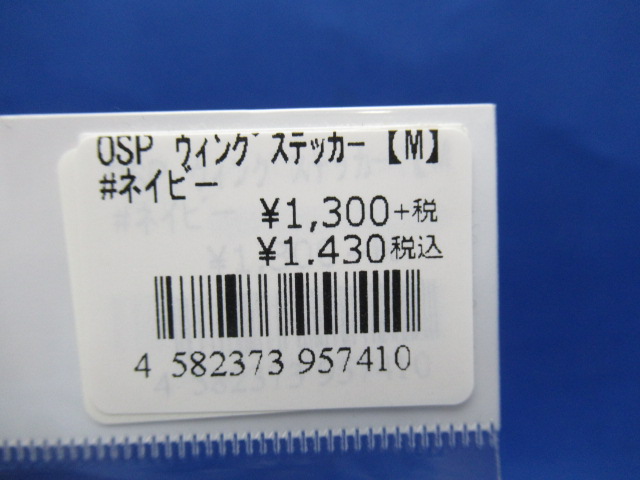 OSP ウィング ステッカー【M】
#ネイビー
¥1,300+税
¥1.430税込
4 582373 957410